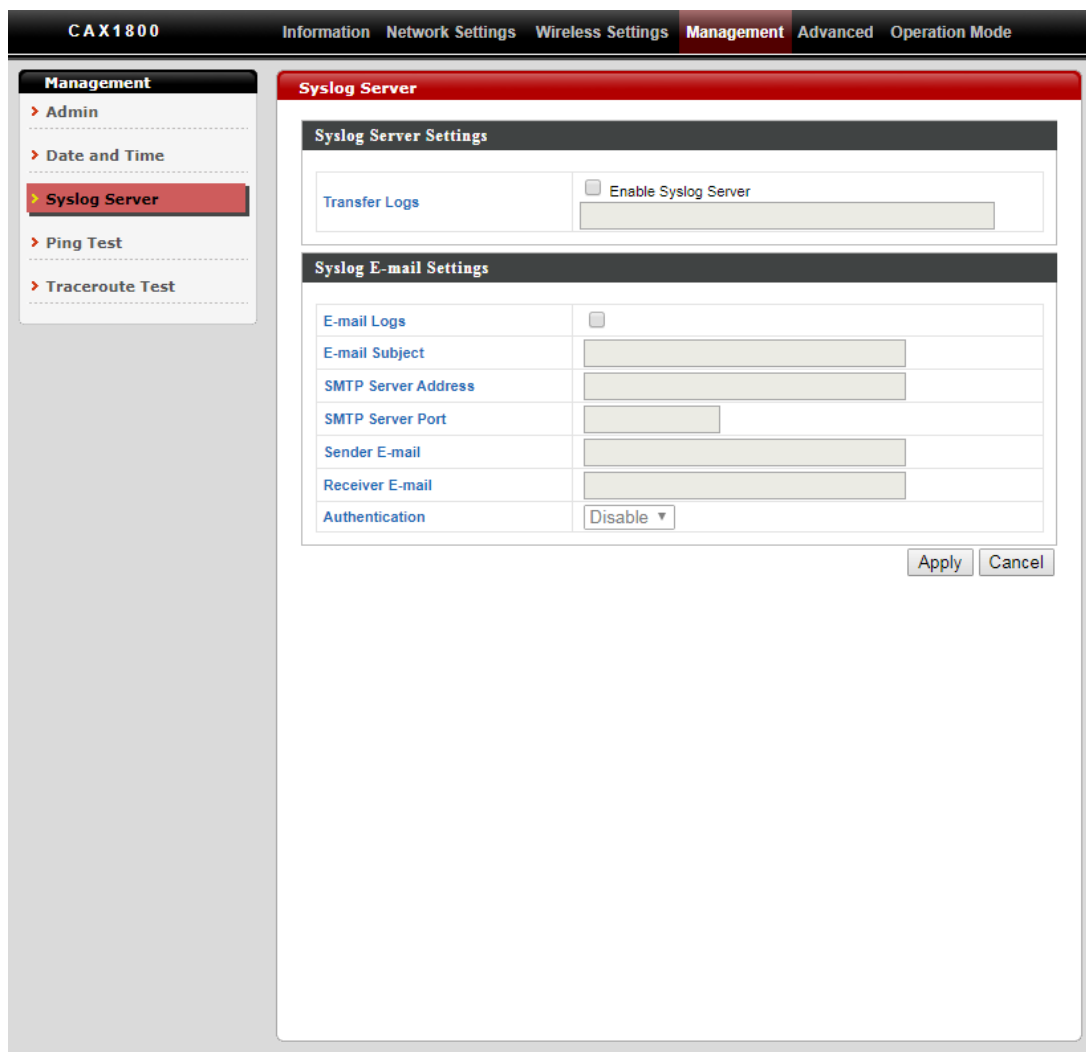 CAX1800
Information Network Settings Wireless Settings Management Advanced Operation Mode
Management
Admin
Date and Time
Syslog Server
Ping Test
Traceroute Test
Syslog Server
Syslog Server Settings
Transfer Logs
Enable Syslog Server
Syslog E-mail Settings
E-mail Logs
E-mail Subject
SMTP Server Address
SMTP Server Port
Sender E-mail
Receiver E-mail
Authentication Disable
Apply Cancel